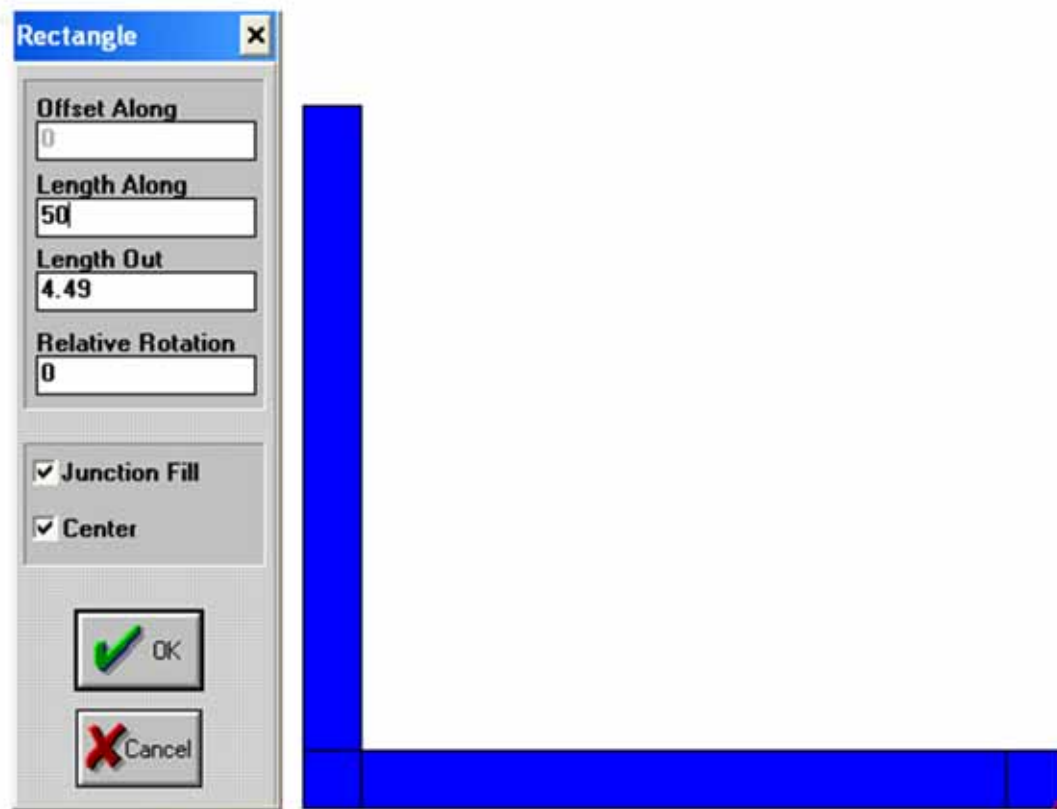 Rectangle
Offset Along
0
Length Along
50
Length Out
4.49
Relative Rotation
0
Junction Fill
Center
OK
Cancel